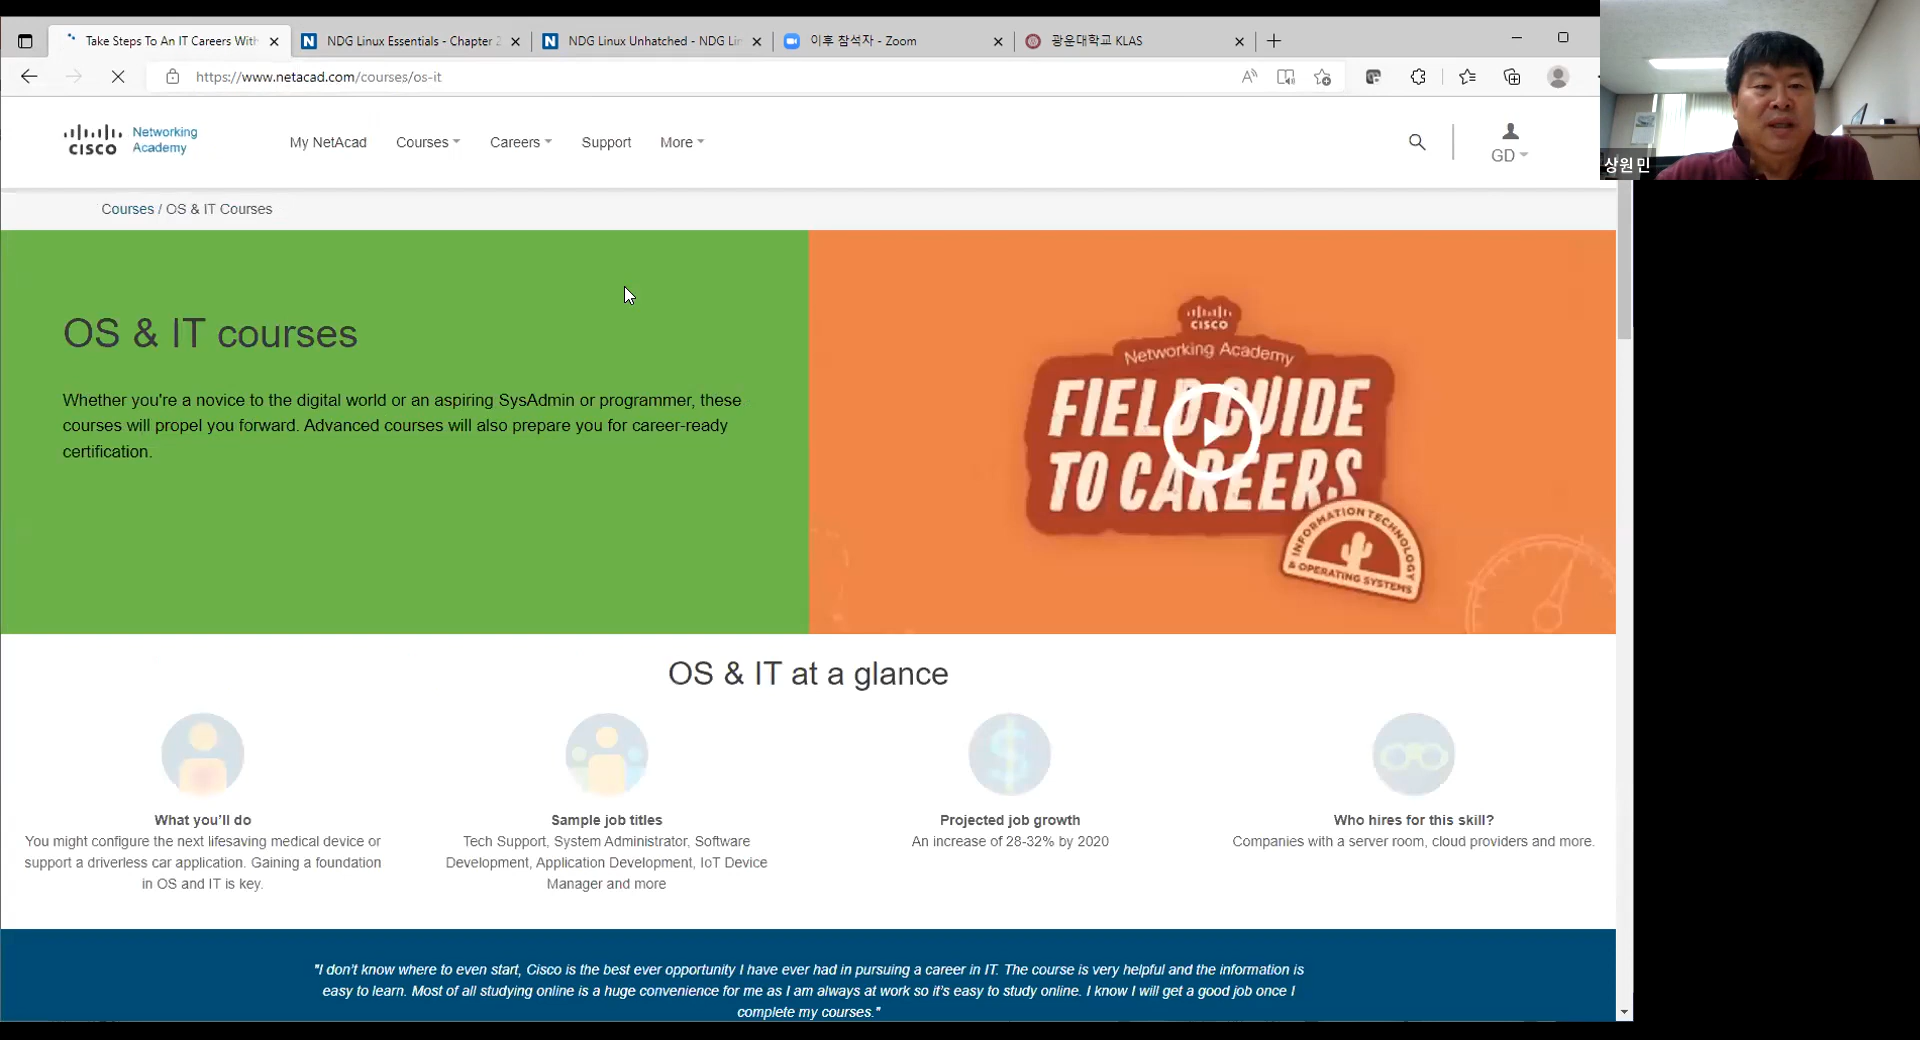 Take Steps To An IT Careers With
NDG Linux Essentials - Chapter 2
NDG Linux Unhatched - NDG Lin
이후 참석자 - Zoom
광운대학교 KLAS
https://www.netacad.com/courses/os-it
상원 민
CISCO
Networking
Academy
My NetAcad
Courses
Careers
Support
More
GD
Courses / OS & IT Courses
OS & IT courses
Whether you're a novice to the digital world or an aspiring SysAdmin or programmer, these
courses will propel you forward. Advanced courses will also prepare you for career-ready
certification.
CISCO
Networking Academy
FIELD GUIDE
TO CAREERS
INFORMATION TECHNOLOGY
& OPERATING SYSTEMS
OS & IT at a glance
What you'll do
You might configure the next lifesaving medical device or
support a driverless car application. Gaining a foundation
in OS and IT is key.
Sample job titles
Tech Support, System Administrator, Software
Development, Application Development, IoT Device
Manager and more
Projected job growth
An increase of 28-32% by 2020
Who hires for this skill?
Companies with a server room, cloud providers and more.
"I don't know where to even start, Cisco is the best ever opportunity I have ever had in pursuing a career in IT. The course is very helpful and the information is
easy to learn. Most of all studying online is a huge convenience for me as I am always at work so it's easy to study online. I know I will get a good job once I
complete my courses."